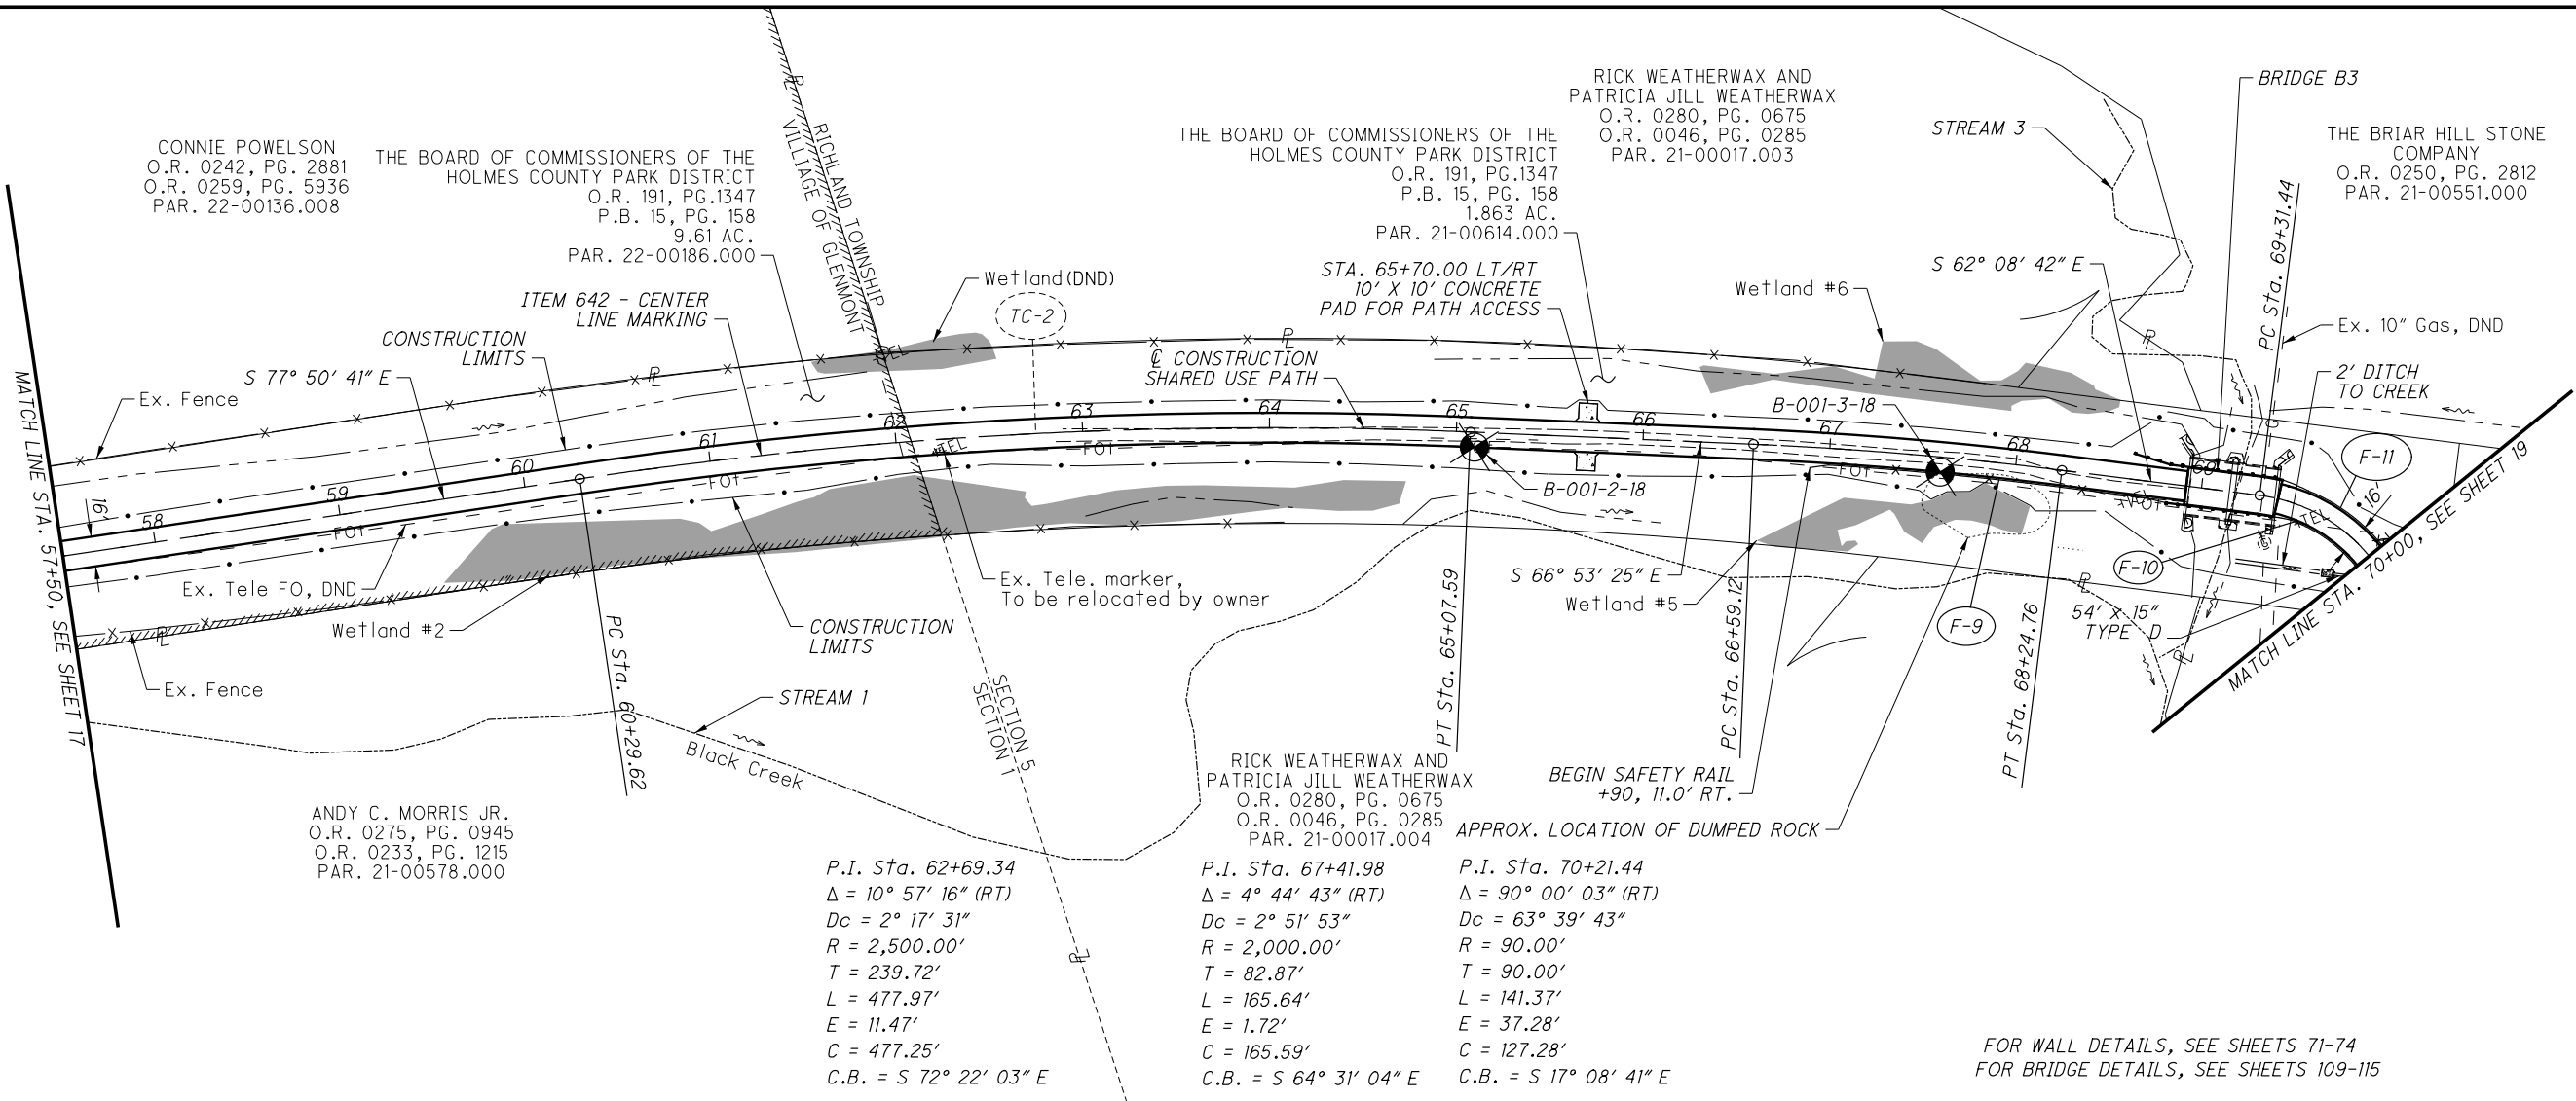 CONNIE POWELSON
O.R. 0242, PG. 2881
O.R. 0259, PG. 5936
PAR. 22-00136.008
THE BOARD OF COMMISSIONERS OF THE
HOLMES COUNTY PARK DISTRICT
O.R. 191, PG.1347
P.B. 15, PG. 158
9.61 AC.
PAR. 22-00186.000
ITEM 642 - CENTER
LINE MARKING
CONSTRUCTION
LIMITS
S 77° 50' 41" E
Ex. Fence
MATCH LINE STA. 57+50, SEE SHEET 17
16'
RICHLAND TOWNSHIP
VILLIAGE OF GLENMONT
Wetland(DND)
TC-2
THE BOARD OF COMMISSIONERS OF THE
HOLMES COUNTY PARK DISTRICT
O.R. 191, PG.1347
P.B. 15, PG. 158
1.863 AC.
PAR. 21-00614.000
STA. 65+70.00 LT/RT
10' X 10' CONCRETE
PAD FOR PATH ACCESS
℄ CONSTRUCTION
SHARED USE PATH
RICK WEATHERWAX AND
PATRICIA JILL WEATHERWAX
O.R. 0280, PG. 0675
O.R. 0046, PG. 0285
PAR. 21-00017.003
Wetland #6
B-001-3-18
STREAM 3
S 62° 08' 42" E
BRIDGE B3
THE BRIAR HILL STONE
COMPANY
O.R. 0250, PG. 2812
PAR. 21-00551.000
PC Sta. 69+31.44
Ex. 10" Gas, DND
2' DITCH
TO CREEK
F-11
16'
MATCH LINE STA. 70+00, SEE SHEET 19
58
59
60
61
62
63
64
65
66
67
68
69
TEL
TEL
TEL
FOT
FOT
FOT
FOT
G
PL
PL
PL
PL
PL
PL
PL
PL
PL
Ex. Tele FO, DND
Wetland #2
Ex. Fence
PC Sta. 60+29.62
CONSTRUCTION
LIMITS
STREAM 1
Black Creek
Ex. Tele. marker,
To be relocated by owner
SECTION 5
SECTION 1
B-001-2-18
PT Sta. 65+07.59
S 66° 53' 25" E
Wetland #5
PC Sta. 66+59.12
F-9
F-10
54' X 15"
TYPE D
PT Sta. 68+24.76
BEGIN SAFETY RAIL
+90, 11.0' RT.
APPROX. LOCATION OF DUMPED ROCK
RICK WEATHERWAX AND
PATRICIA JILL WEATHERWAX
O.R. 0280, PG. 0675
O.R. 0046, PG. 0285
PAR. 21-00017.004
ANDY C. MORRIS JR.
O.R. 0275, PG. 0945
O.R. 0233, PG. 1215
PAR. 21-00578.000
P.I. Sta. 62+69.34
Δ = 10° 57' 16" (RT)
Dc = 2° 17' 31"
R = 2,500.00'
T = 239.72'
L = 477.97'
E = 11.47'
C = 477.25'
C.B. = S 72° 22' 03" E
P.I. Sta. 67+41.98
Δ = 4° 44' 43" (RT)
Dc = 2° 51' 53"
R = 2,000.00'
T = 82.87'
L = 165.64'
E = 1.72'
C = 165.59'
C.B. = S 64° 31' 04" E
P.I. Sta. 70+21.44
Δ = 90° 00' 03" (RT)
Dc = 63° 39' 43"
R = 90.00'
T = 90.00'
L = 141.37'
E = 37.28'
C = 127.28'
C.B. = S 17° 08' 41" E
FOR WALL DETAILS, SEE SHEETS 71-74
FOR BRIDGE DETAILS, SEE SHEETS 109-115